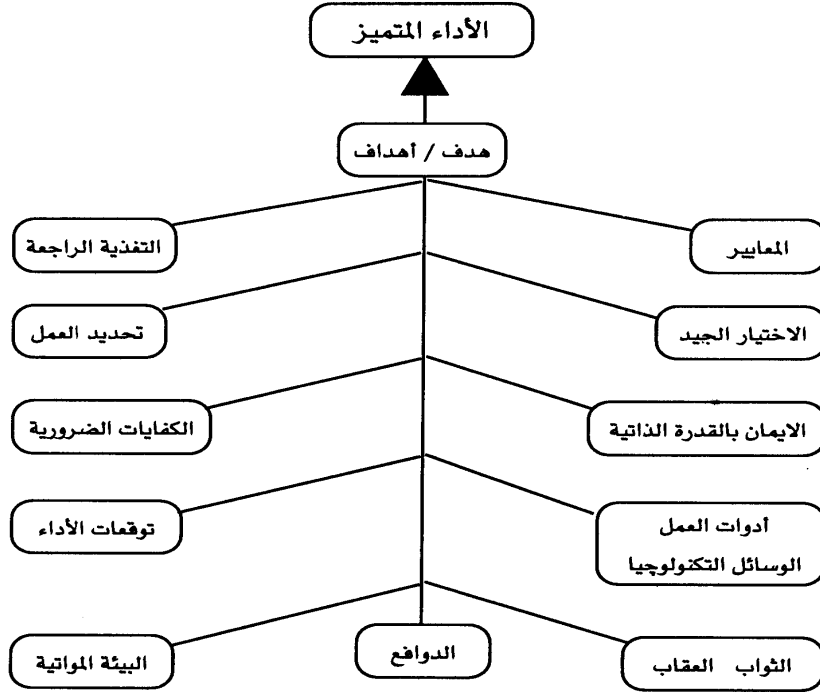 الأداء المتميز
هدف / أهداف
المعايير
التغذية الراجعة
الاختيار الجيد
تحديد العمل
الايمان بالقدرة الذاتية
الكفايات الضرورية
أدوات العمل
الوسائل التكنولوچيا
توقعات الأداء
الثواب العقاب
الدوافع
البيئة المواتية